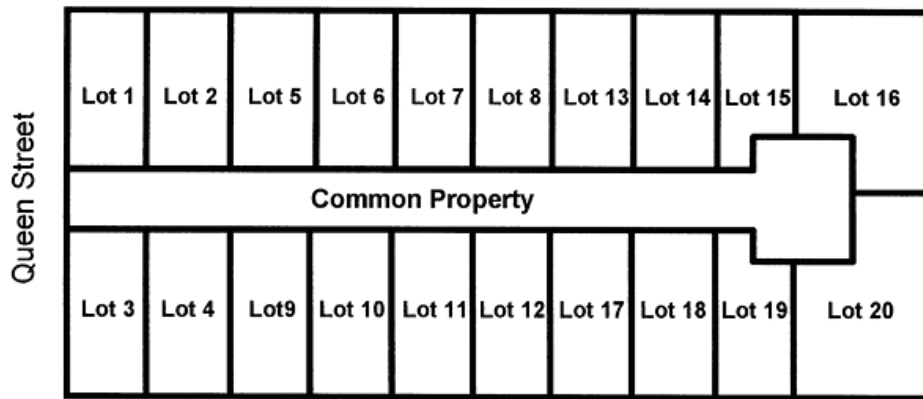 Queen Street
Lot 1 Lot 2 Lot 5 Lot 6 Lot 7 Lot 8 Lot 13 Lot 14 Lot 15 Lot 16
Common Property
Lot 3 Lot 4 Lot9 Lot 10 Lot 11 Lot 12 Lot 17 Lot 18 Lot 19 Lot 20